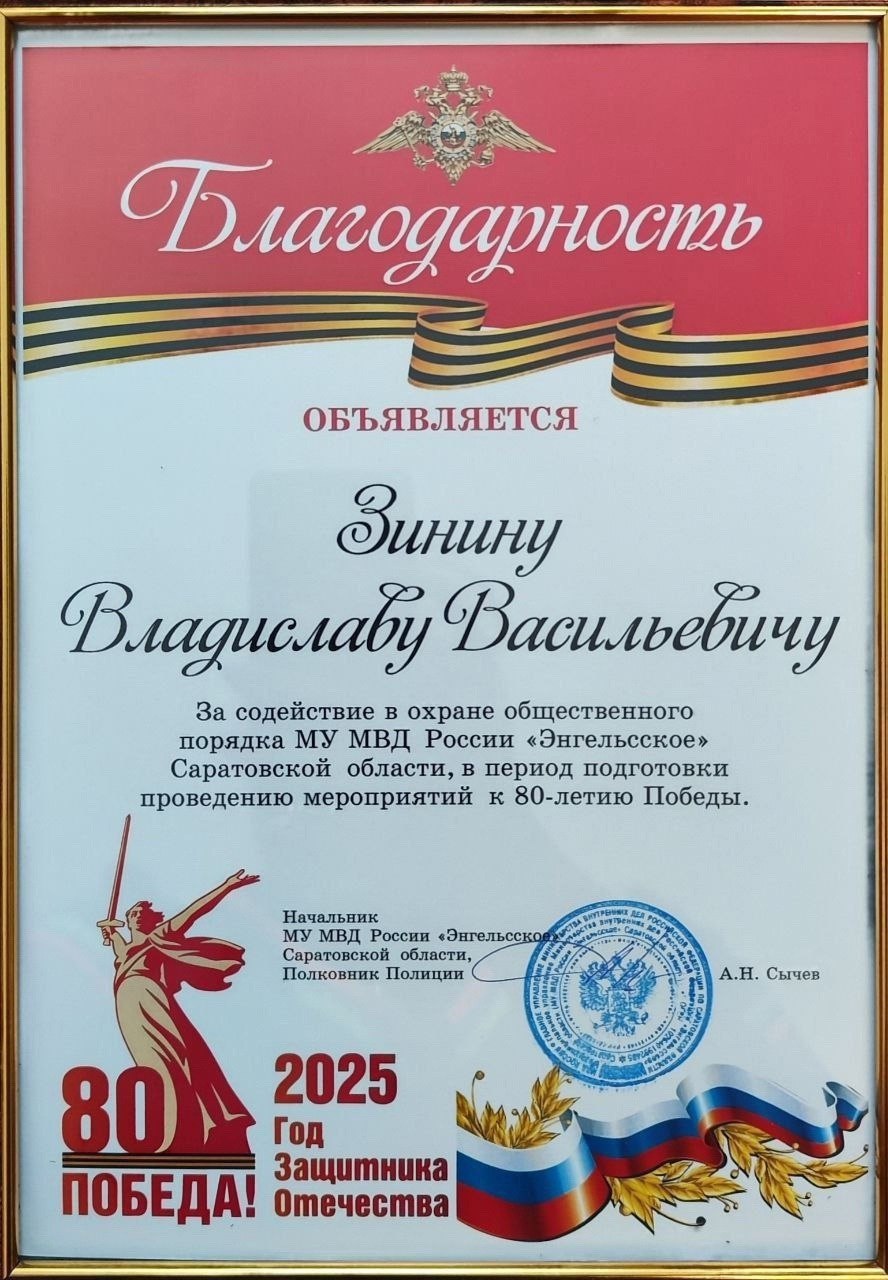 Благодарность
ОБЪЯВЛЯЕТСЯ
Зинину
Владиславу Васильевичу
За содействие в охране общественного
порядка МУ МВД России «Энгельсское»
Саратовской области, в период подготовки
проведению мероприятий к 80-летию Победы.
Начальник
МУ МВД России «Энгельсское»
Саратовской области,
Полковник Полиции
А.Н. Сычев
80
ПОБЕДА!
2025
Год
Защитника
Отечества